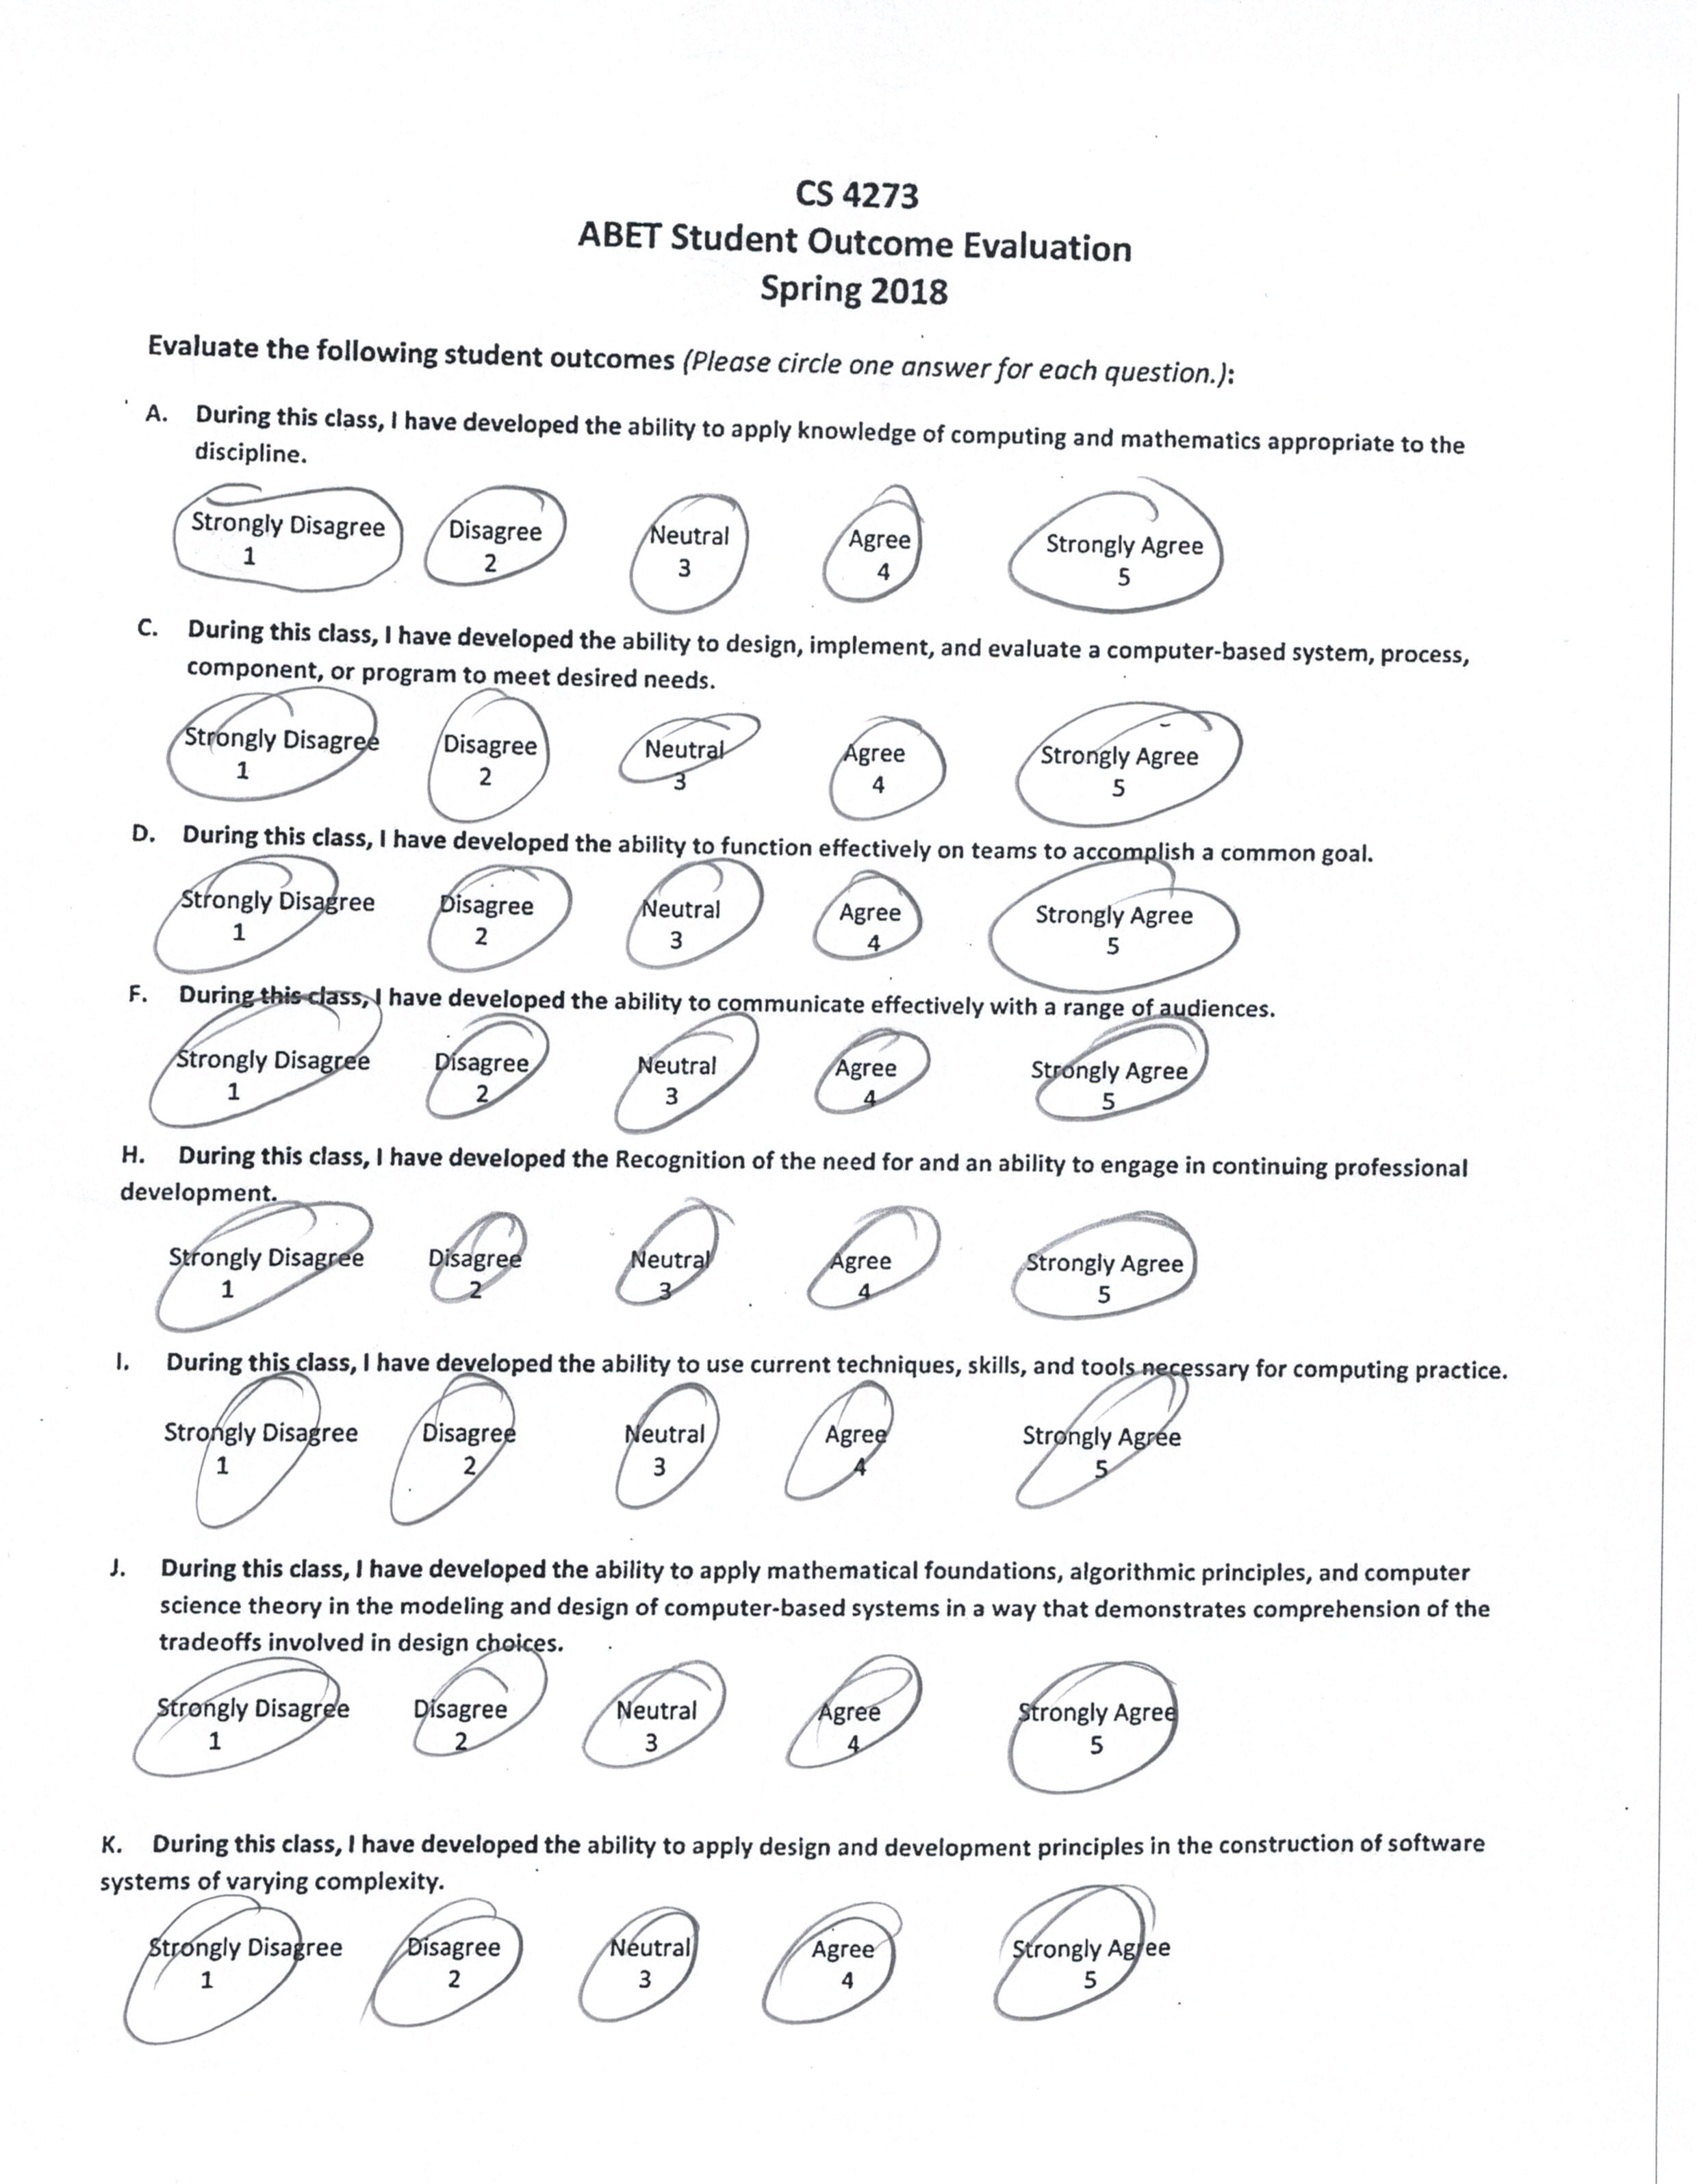 CS 4273
ABET Student Outcome Evaluation
Spring 2018
Evaluate the following student outcomes (Please circle one answer for each question.):
A. During this class, I have developed the ability to apply knowledge of computing and mathematics appropriate to the
discipline.
Strongly Disagree Disagree Neutral Agree Strongly Agree
1 2 3 4 5
C. During this class, I have developed the ability to design, implement, and evaluate a computer-based system, process,
component, or program to meet desired needs.
Strongly Disagree Disagree Neutral Agree Strongly Agree
1 2 3 4 5
D. During this class, I have developed the ability to function effectively on teams to accomplish a common goal.
Strongly Disagree Disagree Neutral Agree Strongly Agree
1 2 3 4 5
F. During this class, I have developed the ability to communicate effectively with a range of audiences.
Strongly Disagree Disagree Neutral Agree Strongly Agree
1 2 3 4 5
H. During this class, I have developed the Recognition of the need for and an ability to engage in continuing professional
development.
Strongly Disagree Disagree Neutral Agree Strongly Agree
1 2 3 4 5
I. During this class, I have developed the ability to use current techniques, skills, and tools necessary for computing practice.
Strongly Disagree Disagree Neutral Agree Strongly Agree
1 2 3 4 5
J. During this class, I have developed the ability to apply mathematical foundations, algorithmic principles, and computer
science theory in the modeling and design of computer-based systems in a way that demonstrates comprehension of the
tradeoffs involved in design choices.
Strongly Disagree Disagree Neutral Agree Strongly Agree
1 2 3 4 5
K. During this class, I have developed the ability to apply design and development principles in the construction of software
systems of varying complexity.
Strongly Disagree Disagree Neutral Agree Strongly Agree
1 2 3 4 5